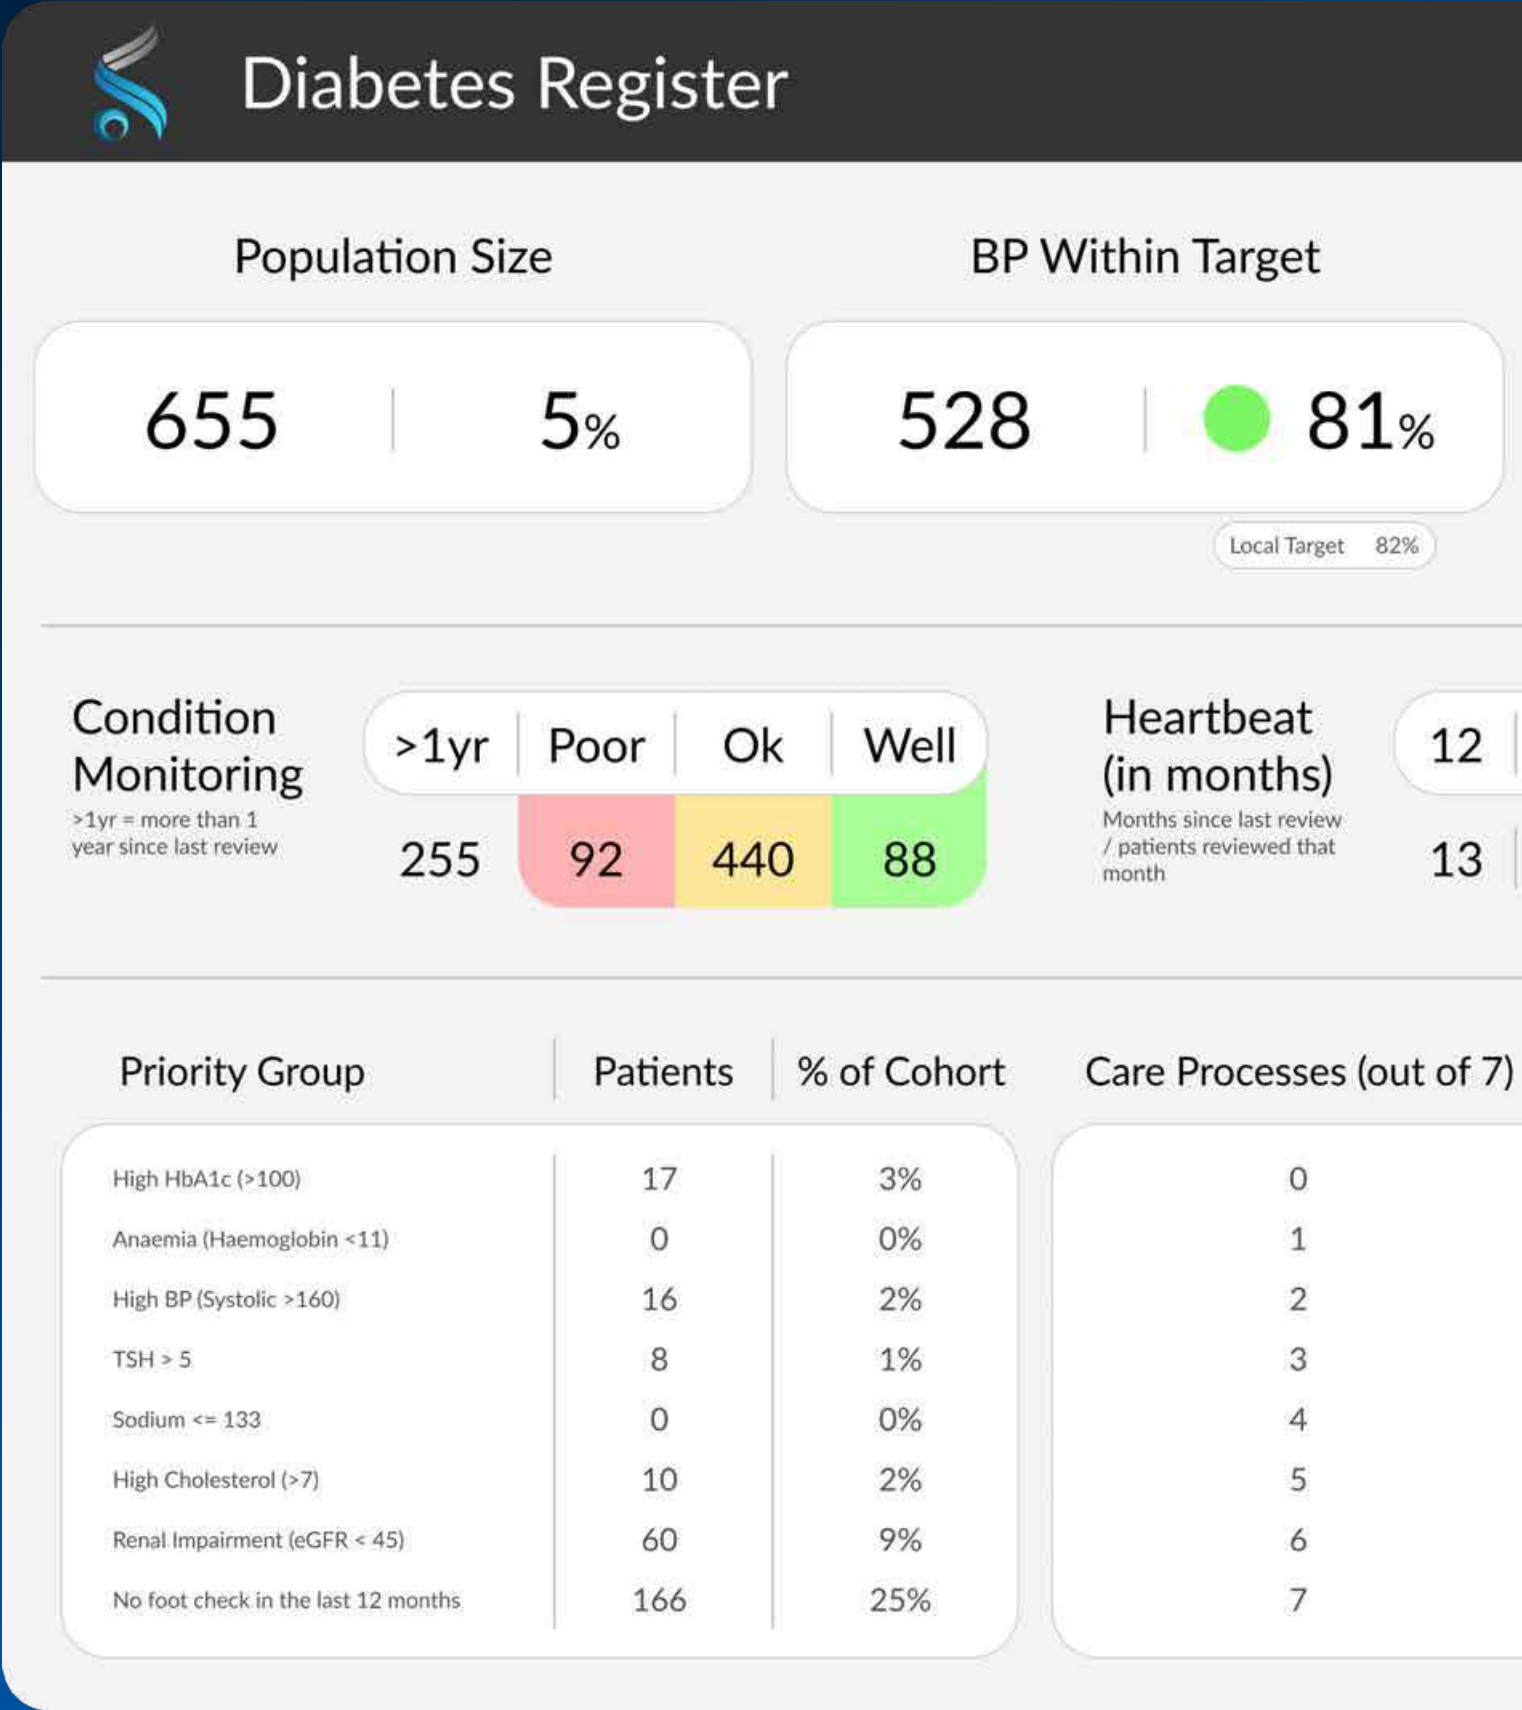 Diabetes Register
Population Size
BP Within Target
655 5%
528 81%
Local Target 82%
Condition
Monitoring
>1yr = more than 1
year since last review
>1yr Poor Ok Well
255 92 440 88
Heartbeat
(in months)
Months since last review
/ patients reviewed that
month
12
13
Priority Group Patients % of Cohort
High HbA1c (>100) 17 3%
Anaemia (Haemoglobin <11) 0 0%
High BP (Systolic >160) 16 2%
TSH > 5 8 1%
Sodium <= 133 0 0%
High Cholesterol (>7) 10 2%
Renal Impairment (eGFR < 45) 60 9%
No foot check in the last 12 months 166 25%
Care Processes (out of 7)
0
1
2
3
4
5
6
7